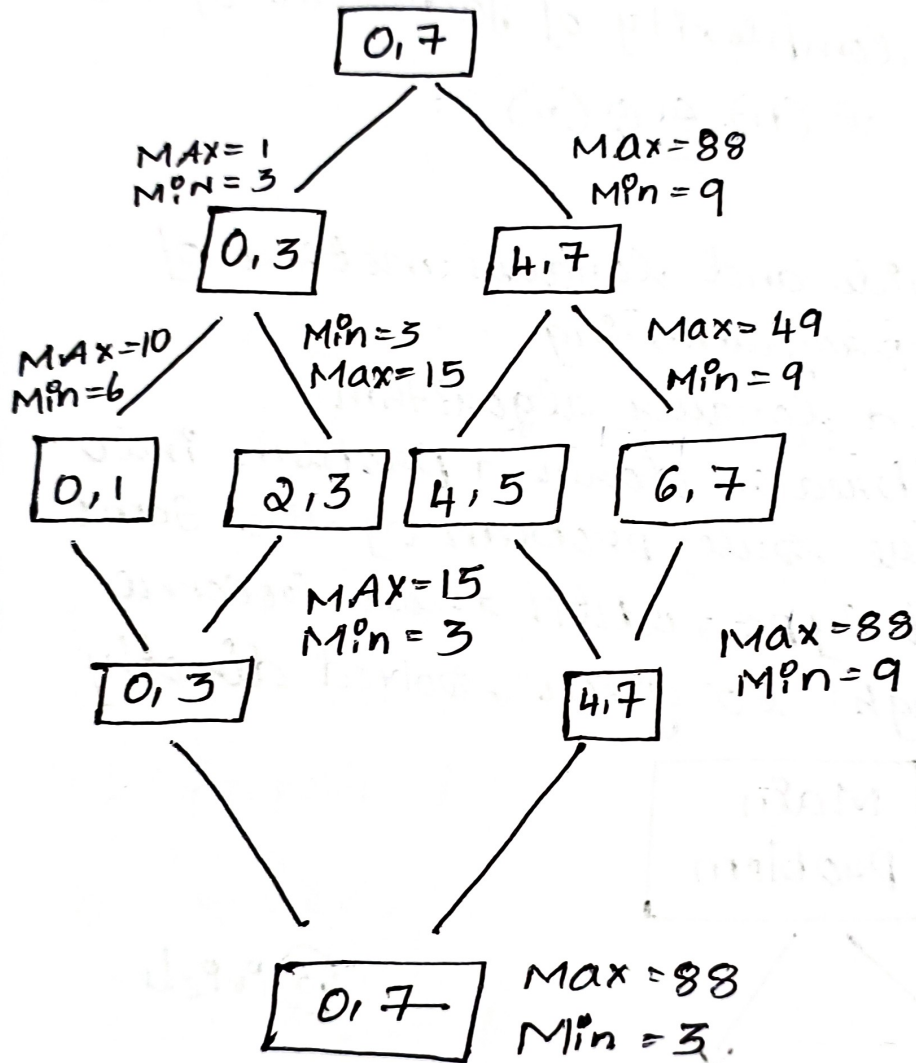 0,7
MAX= 1
MiN = 3
Max=88
Min = 9
0,3
4,7
MAX=10
Min=6
Min=3
Max=15
Max= 49
Min = 9
0,1
2,3
4,5
6,7
MAX=15
Min = 3
Max=88
Min=9
0,3
4,7
0,7
Max=88
Min = 3.